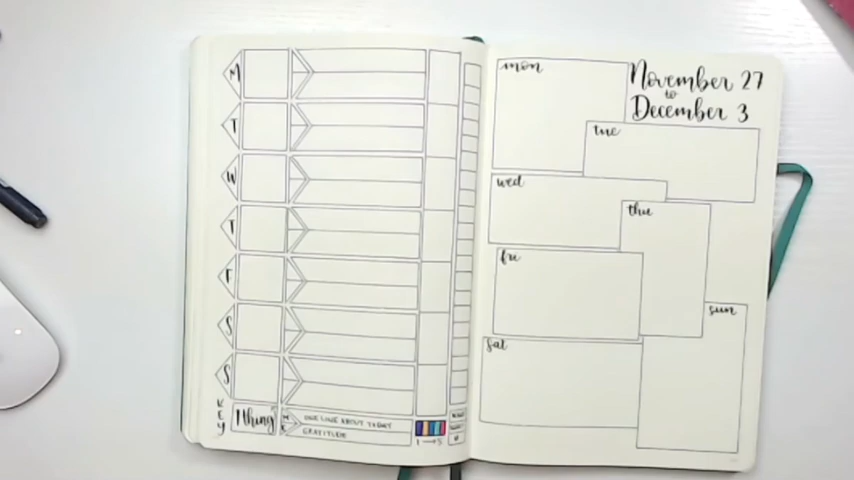 M
T
W
T
F
S
S
KEY
1 thing
ONE LINE ABOUT TODAY
GRATITUDE
1 → 5
November 27
to
December 3
mon
tue
wed
thu
fri
sun
sat